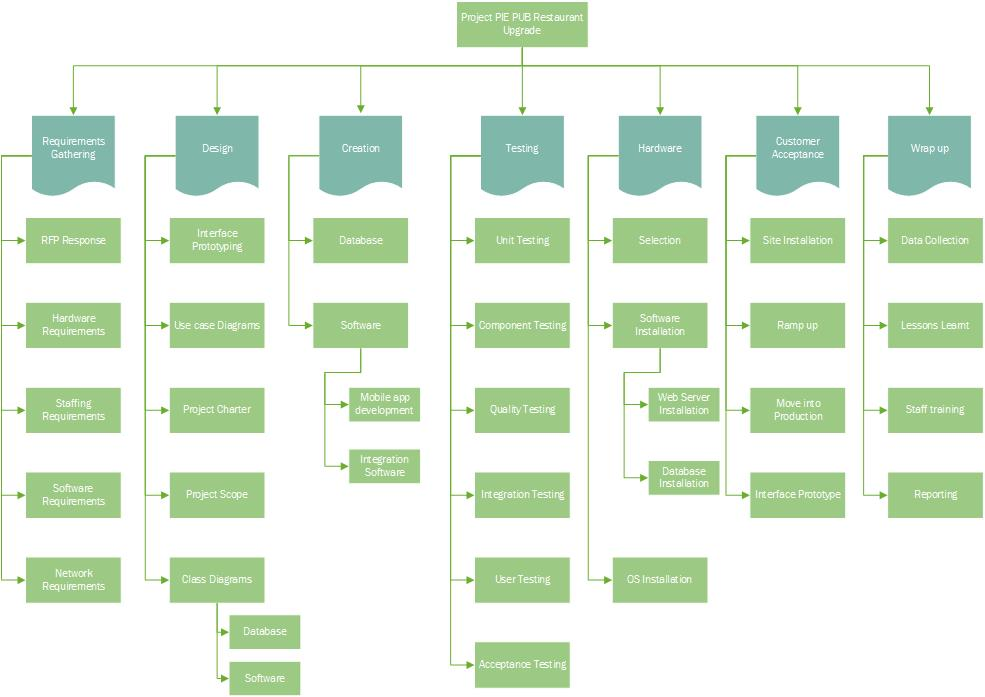 Project PIE PUB Restaurant
Upgrade
Requirements
Gathering
Design
Creation
Testing
Hardware
Customer
Acceptance
Wrap up
RFP Response
Hardware
Requirements
Staffing
Requirements
Software
Requirements
Network
Requirements
Interface
Prototyping
Use case Diagrams
Project Charter
Project Scope
Class Diagrams
Database
Software
Database
Software
Mobile app
development
Integration
Software
Unit Testing
Component Testing
Quality Testing
Integration Testing
User Testing
Acceptance Testing
Selection
Software
Installation
Web Server
Installation
Database
Installation
OS Installation
Site Installation
Ramp up
Move into
Production
Interface Prototype
Data Collection
Lessons Learnt
Staff training
Reporting